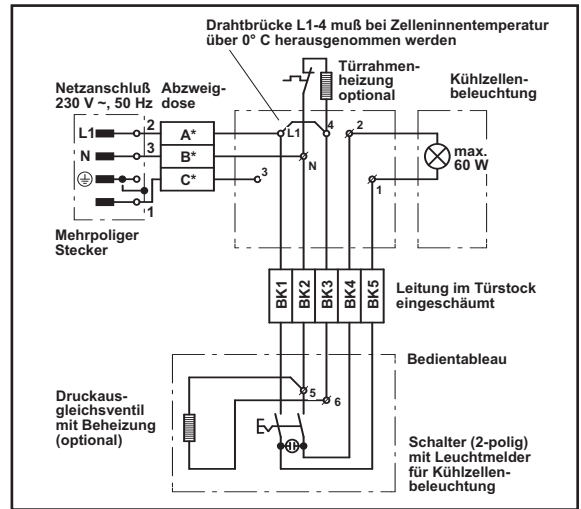 Drahtbrücke L1-4 muß bei Zelleninnentemperatur
über 0° C herausgenommen werden
Türrahmen-
heizung
optional
Kühlzellen-
beleuchtung
Netzanschluß
230 V ~, 50 Hz
Abzweig-
dose
L1 2 A* L1 4 2
N 3 B* N
C* 3 1
1
max.
60 W
Mehrpoliger
Stecker
BK1 BK2 BK3 BK4 BK5
Leitung im Türstock
eingeschäumt
Bedientableau
Druckaus-
gleichsventil
mit Beheizung
(optional)
5
6
Schalter (2-polig)
mit Leuchtmelder
für Kühlzellen-
beleuchtung